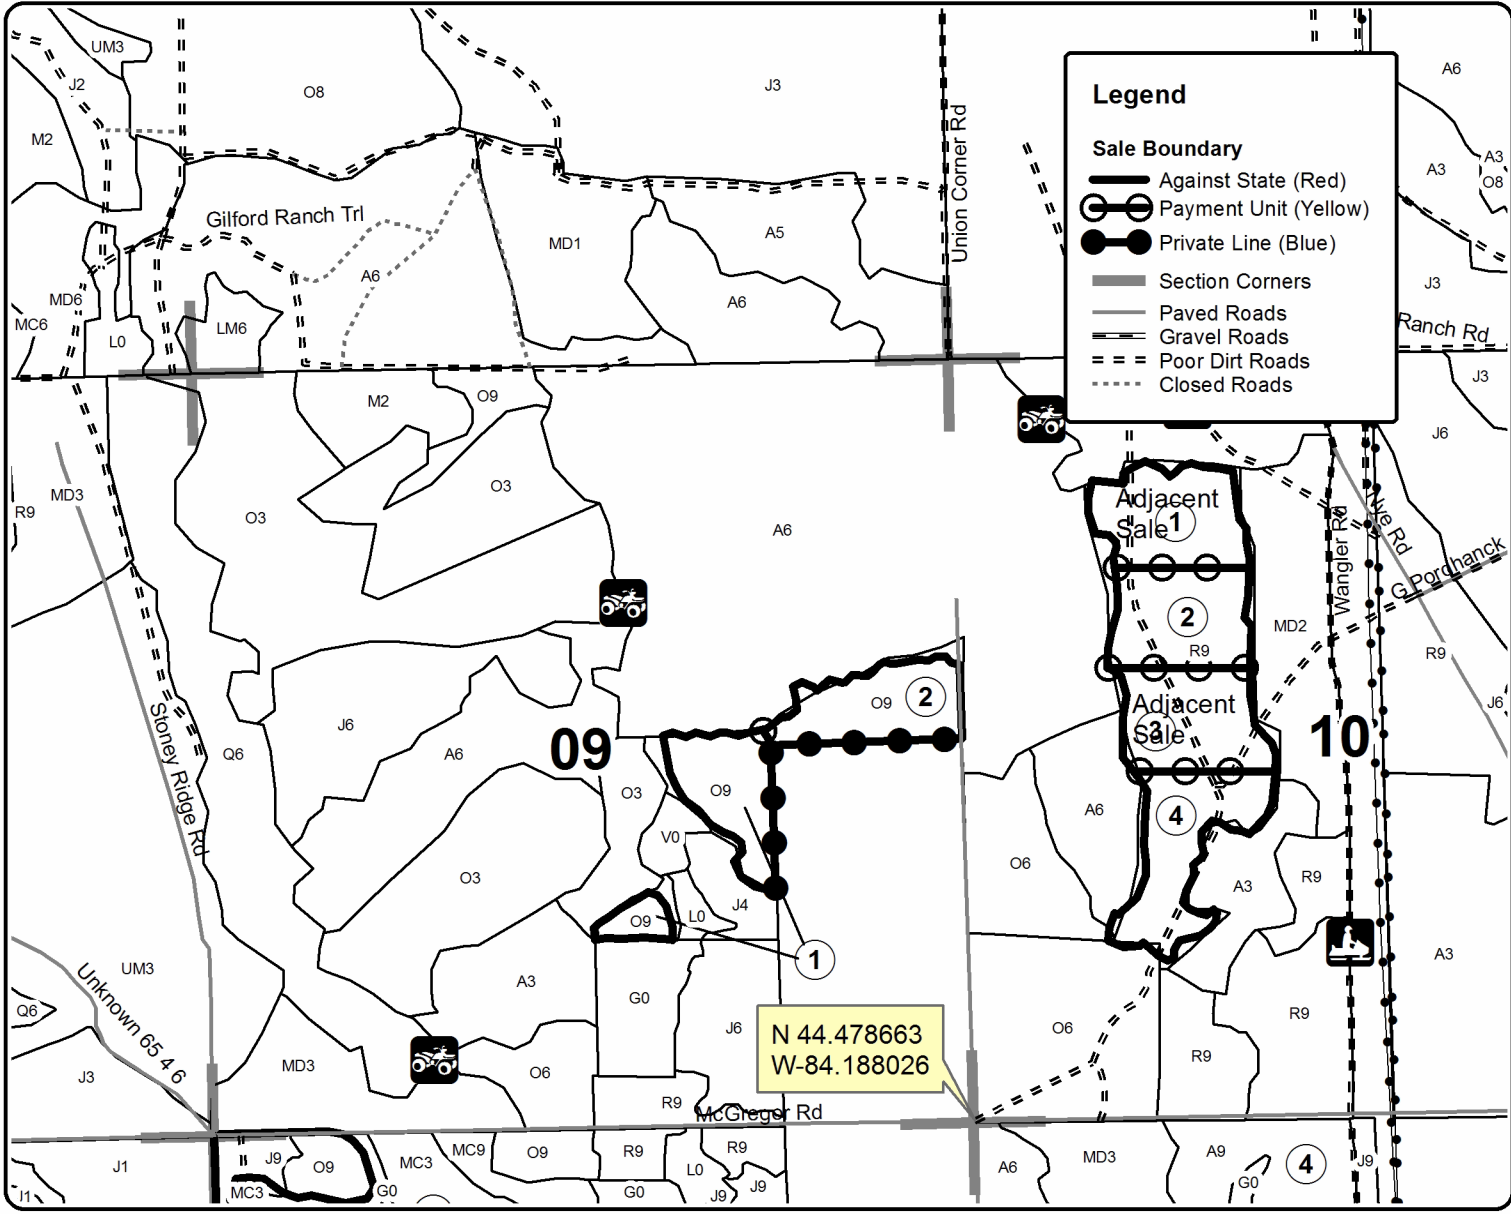 UM3
J2
M2
O8
J3
A6
A3
A3
O8
Union Corner Rd
Legend
Sale Boundary
Against State (Red)
Payment Unit (Yellow)
Private Line (Blue)
Section Corners
Paved Roads
Gravel Roads
Poor Dirt Roads
Closed Roads
Gilford Ranch Trl
MD1
A5
A6
A6
J3
MD6
MC6
L0
LM6
Ranch Rd
J3
M2
O9
J6
MD3
R9
O3
O3
A6
Adjacent
Sale
1
Wangler Rd
Nye Rd
G Pordhanck
2
MD2
R9
R9
J6
Stoney Ridge Rd
J6
Q6
A6
09
O9
2
Adjacent
Sale
3
10
O3
O9
A6
4
V0
O3
O6
A3
R9
J4
L0
O9
1
UM3
Unknown 65 4 6
Q6
A3
G0
J6
N 44.478663
W-84.188026
O6
R9
R9
A3
J3
MD3
O6
R9
McGregor Rd
J1
J1
J9
O9
MC3
MC3
G0
MC9
O9
R9
G0
R9
L0
J9
J9
A6
MD3
A9
G0
4
J9